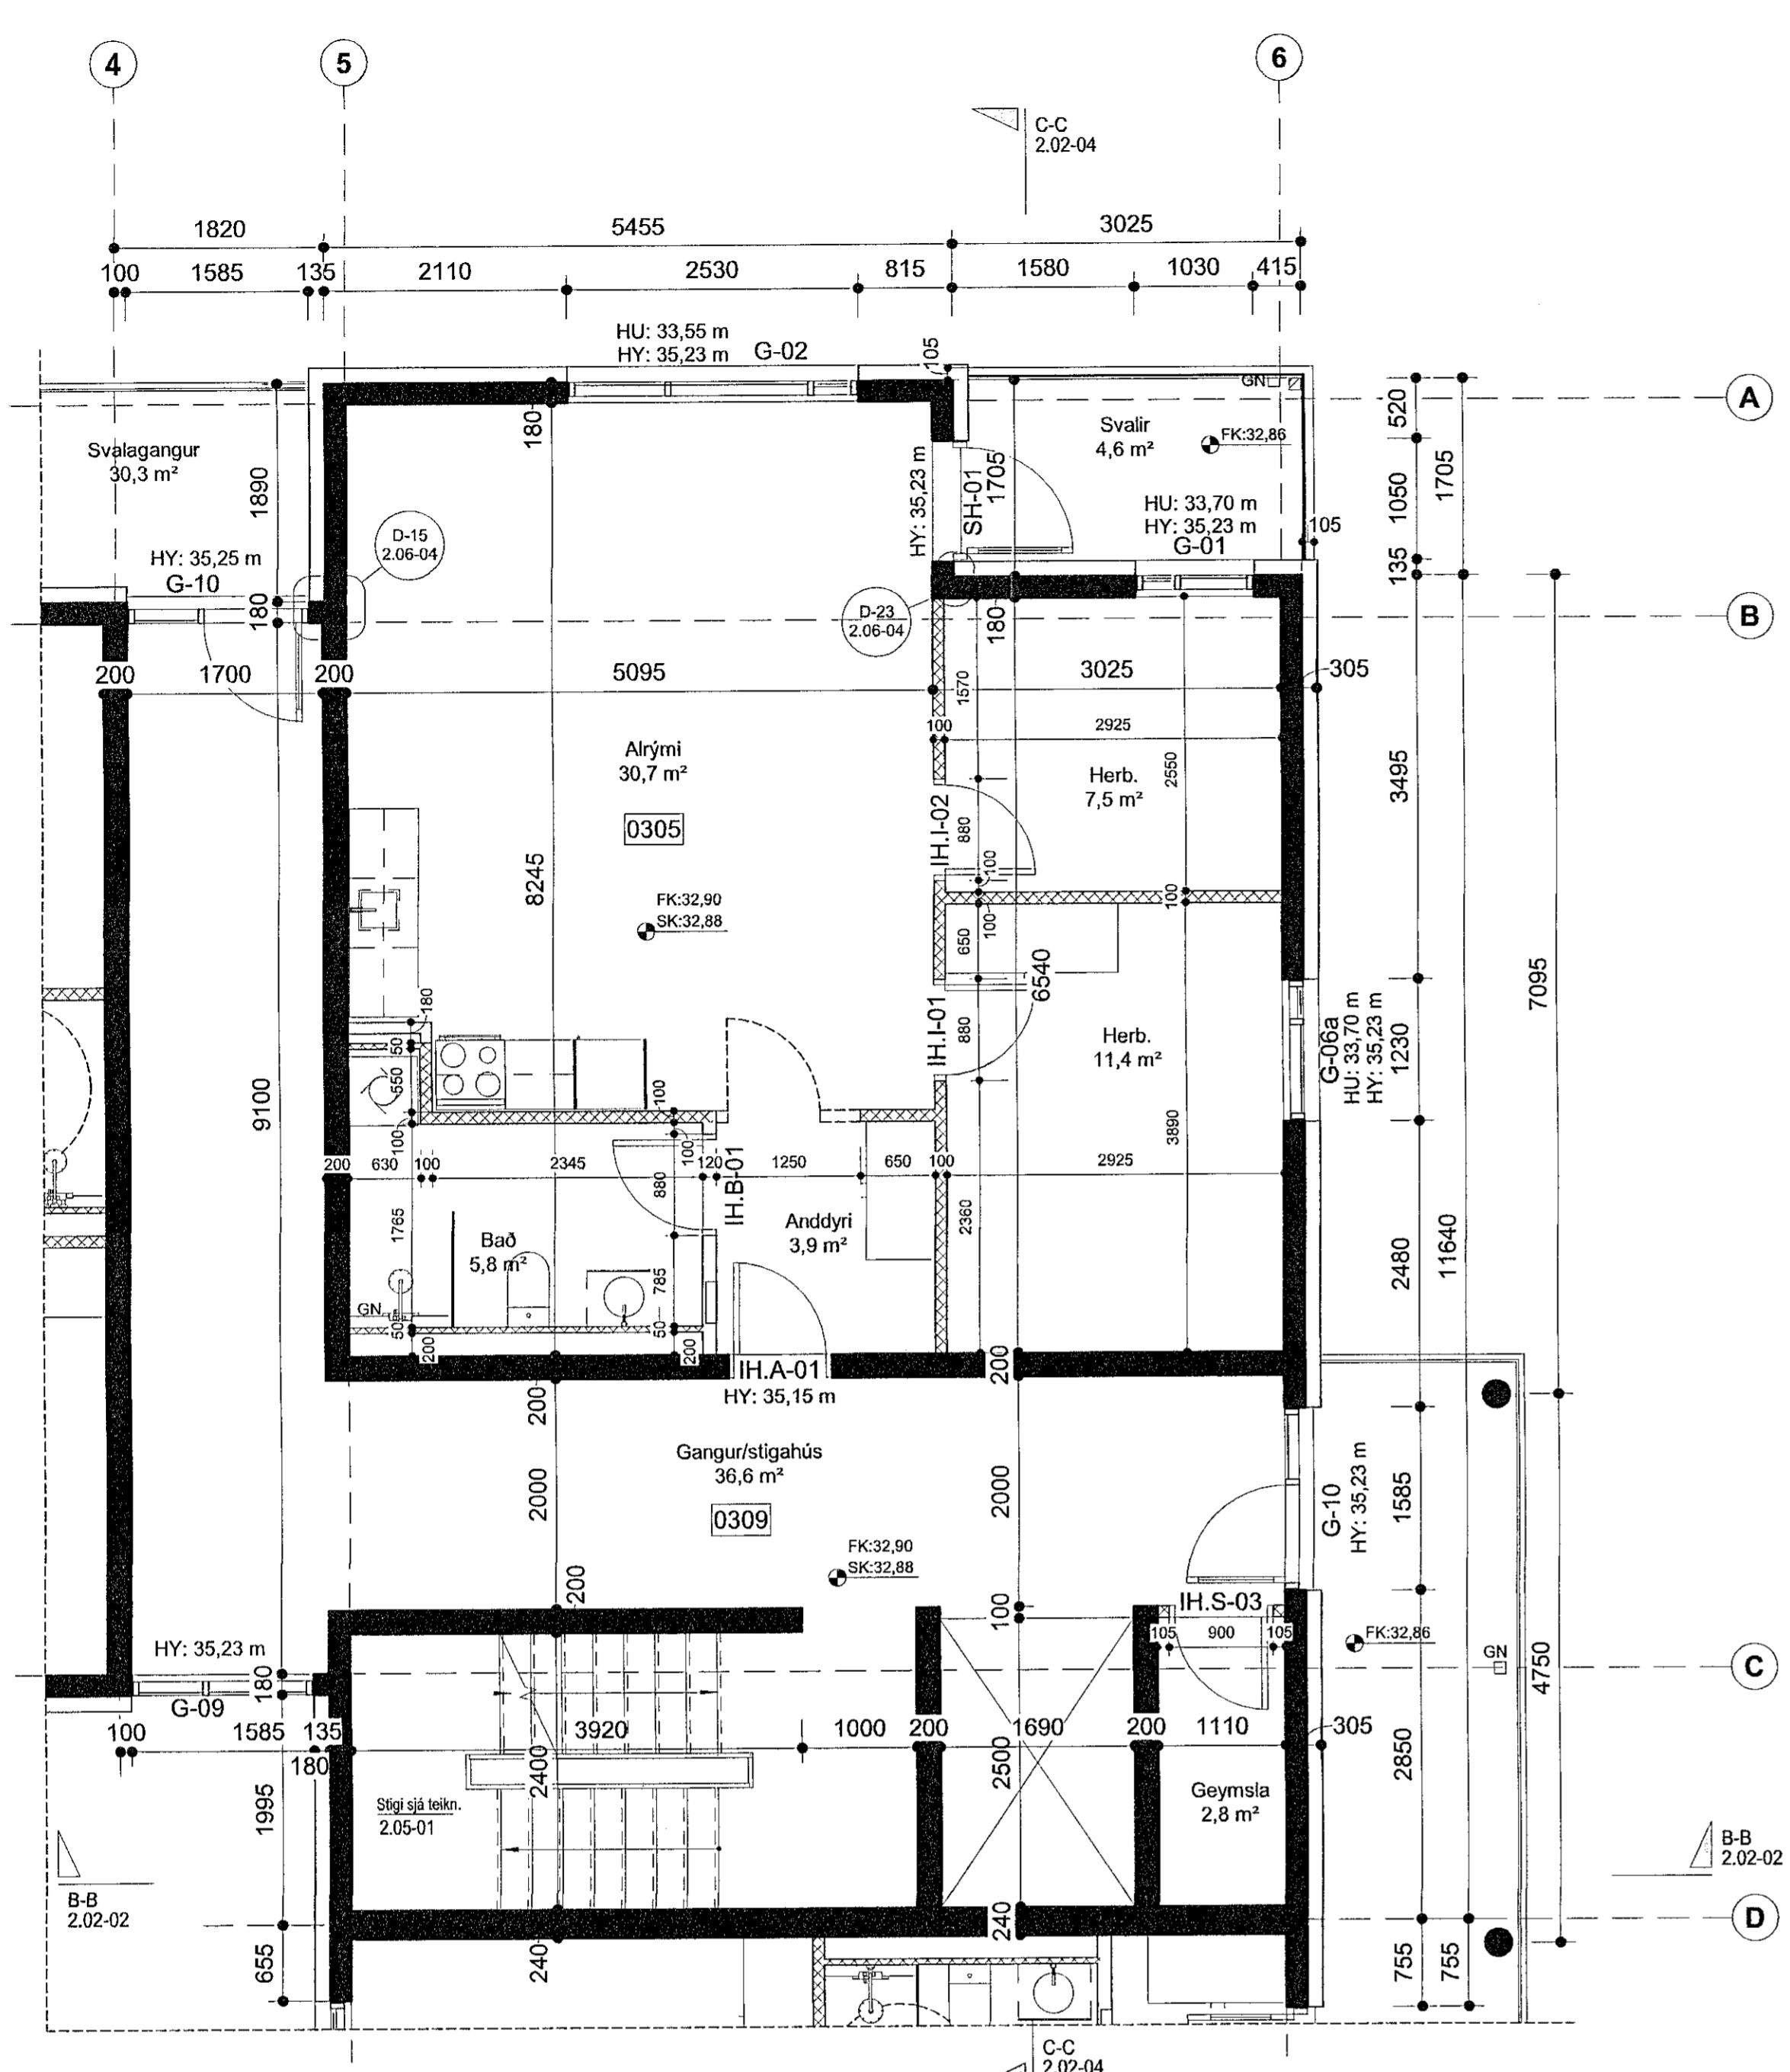 4
5
6
C-C
2.02-04
1820
5455
3025
100
1585
135
2110
2530
815
1580
1030
415
HU: 33,55 m
HY: 35,23 m
G-02
105
GN
A
Svalagangur
30,3 m²
1890
180
Svalir
4,6 m²
FK:32,86
520
1050
1705
135
HY: 35,23 m
SH-01
1705
HU: 33,70 m
HY: 35,23 m
G-01
105
D-15
2.06-04
HY: 35,25 m
G-10
180
D-23
2.06-04
180
B
200
1700
200
5095
3025
305
1570
100
2925
Alrými
30,7 m²
0305
Herb.
7,5 m²
2550
3495
IH.I-02
880
100
8245
FK:32,90
SK:32,88
100
100
650
6540
7095
180
50
550
100
IH.I-01
880
Herb.
11,4 m²
G-06a
HU: 33,70 m
HY: 35,23 m
1230
9100
100
100
200
630
100
2345
120
1250
650
100
2925
3890
880
IH.B-01
1765
Bað
5,8 m²
Anddyri
3,9 m²
2360
2480
11640
785
GN
50
200
50
200
IH.A-01
HY: 35,15 m
200
200
Gangur/stigahús
36,6 m²
0309
2000
2000
G-10
HY: 35,23 m
1585
FK:32,90
SK:32,88
200
100
IH.S-03
105
900
105
FK:32,86
GN
HY: 35,23 m
180
G-09
C
4750
100
1585
135
180
3920
1000
200
1690
200
1110
305
2400
2500
2850
1995
Stigi sjá teikn.
2.05-01
Geymsla
2,8 m²
B-B
2.02-02
B-B
2.02-02
D
240
240
655
755
755
C-C
2.02-04